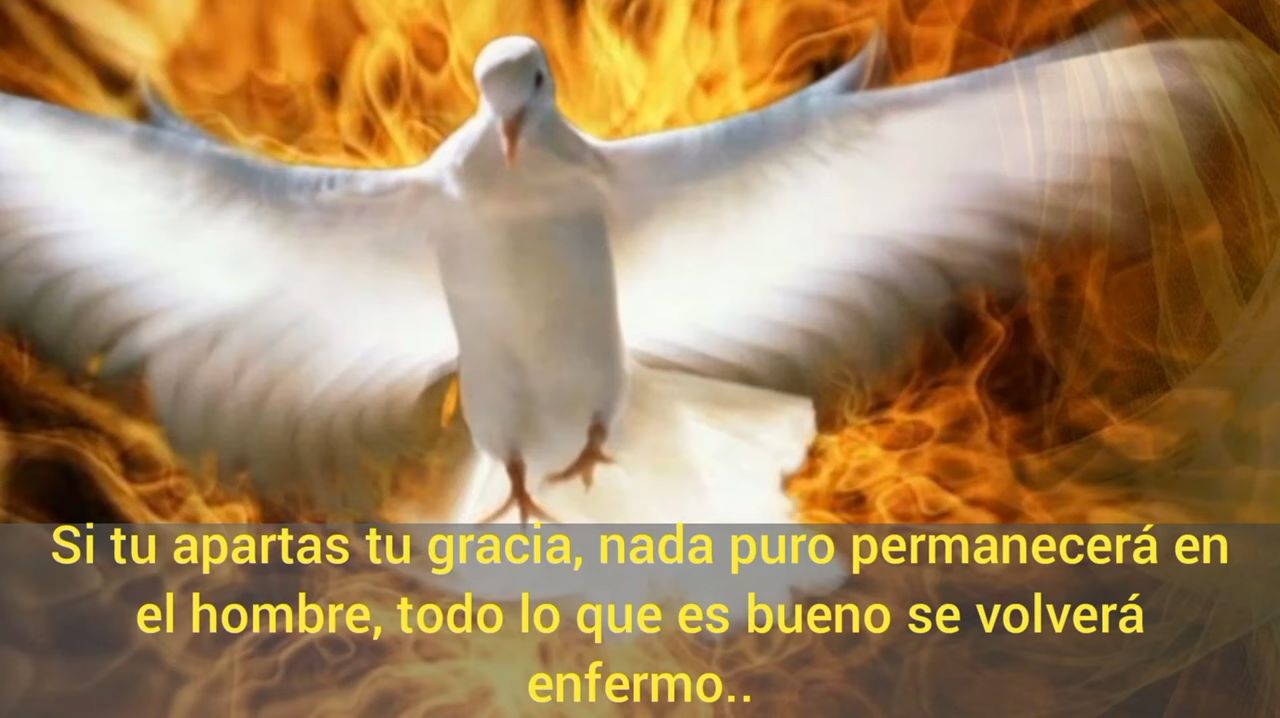 Si tu apartas tu gracia, nada puro permanecerá en
el hombre, todo lo que es bueno se volverá
enfermo..